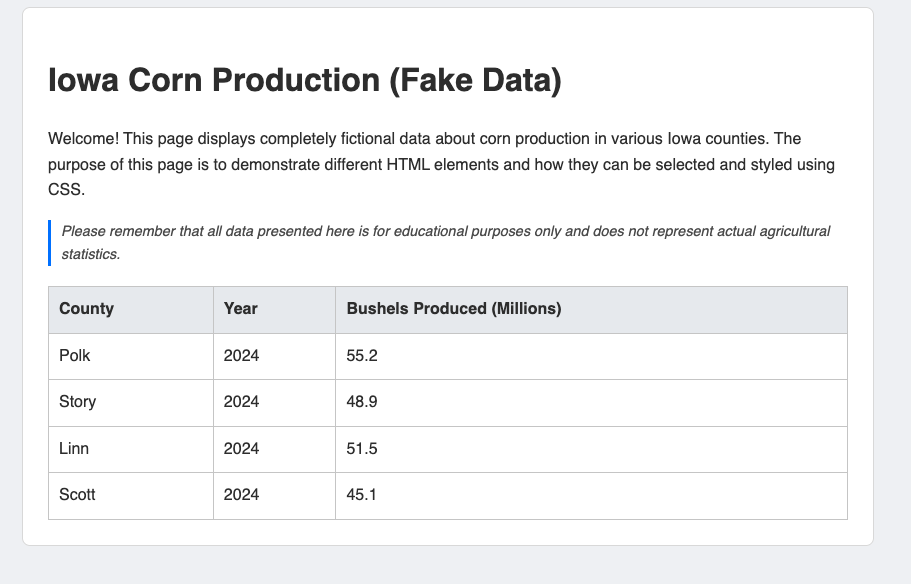 Iowa Corn Production (Fake Data)
Welcome! This page displays completely fictional data about corn production in various Iowa counties. The
purpose of this page is to demonstrate different HTML elements and how they can be selected and styled using
CSS.
Please remember that all data presented here is for educational purposes only and does not represent actual agricultural
statistics.
County Year Bushels Produced (Millions)
Polk 2024 55.2
Story 2024 48.9
Linn 2024 51.5
Scott 2024 45.1